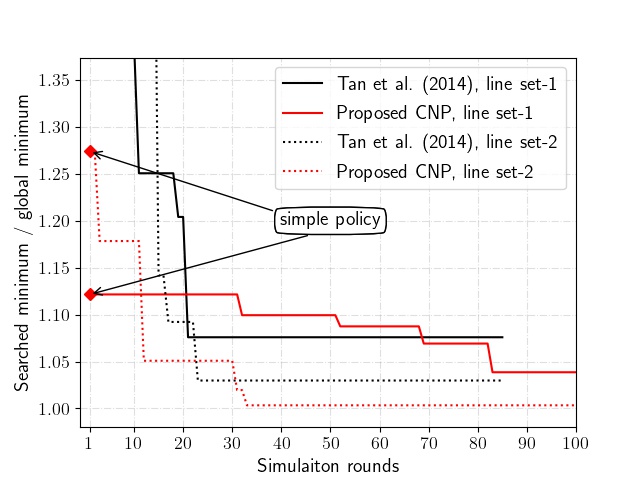 Searched minimum / global minimum
1.35
1.30
1.25
1.20
1.15
1.10
1.05
1.00
Tan et al. (2014), line set-1
Proposed CNP, line set-1
Tan et al. (2014), line set-2
Proposed CNP, line set-2
simple policy
1 10 20 30 40 50 60 70 80 90 100
Simulaiton rounds